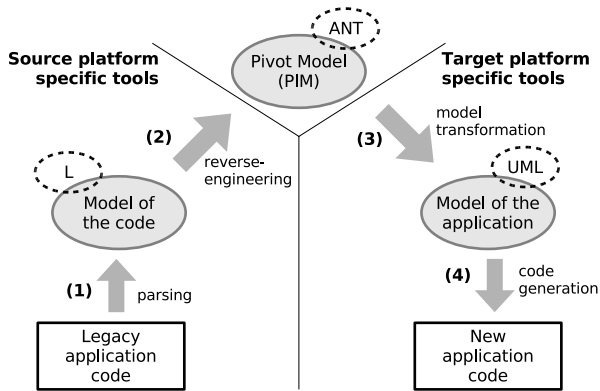 Source platform
specific tools
ANT
Pivot Model
(PIM)
Target platform
specific tools
(2)
reverse-
engineering
(3)
model
transformation
L
Model of
the code
UML
Model of the
application
(1)
parsing
(4)
code
generation
Legacy
application
code
New
application
code